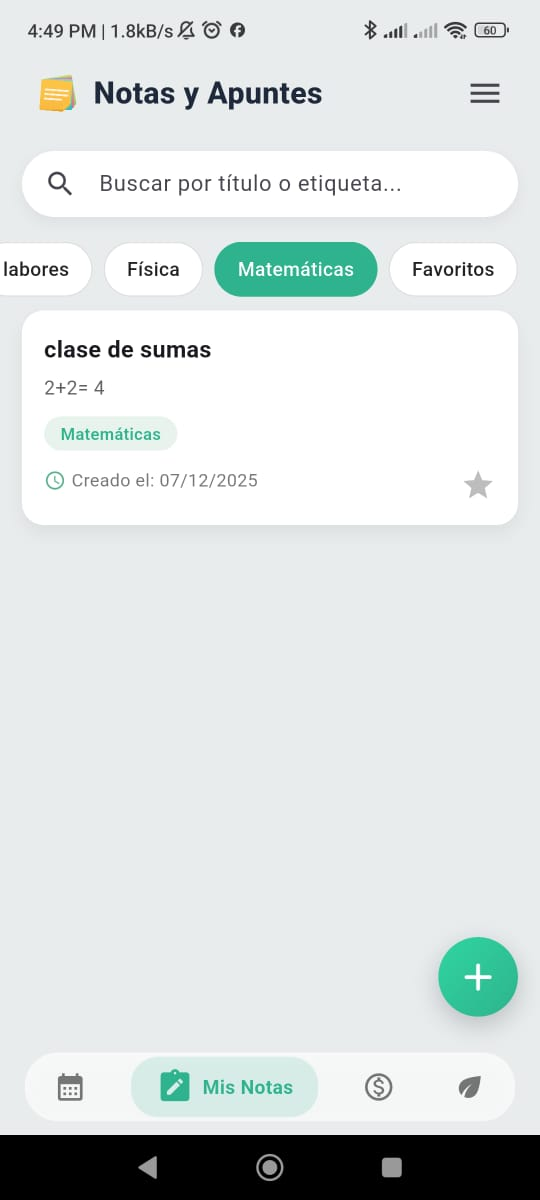 4:49 PM | 1.8kB/s
60
Notas y Apuntes
Buscar por título o etiqueta...
labores
Física
Matemáticas
Favoritos
clase de sumas
2+2= 4
Matemáticas
Creado el: 07/12/2025
Mis Notas